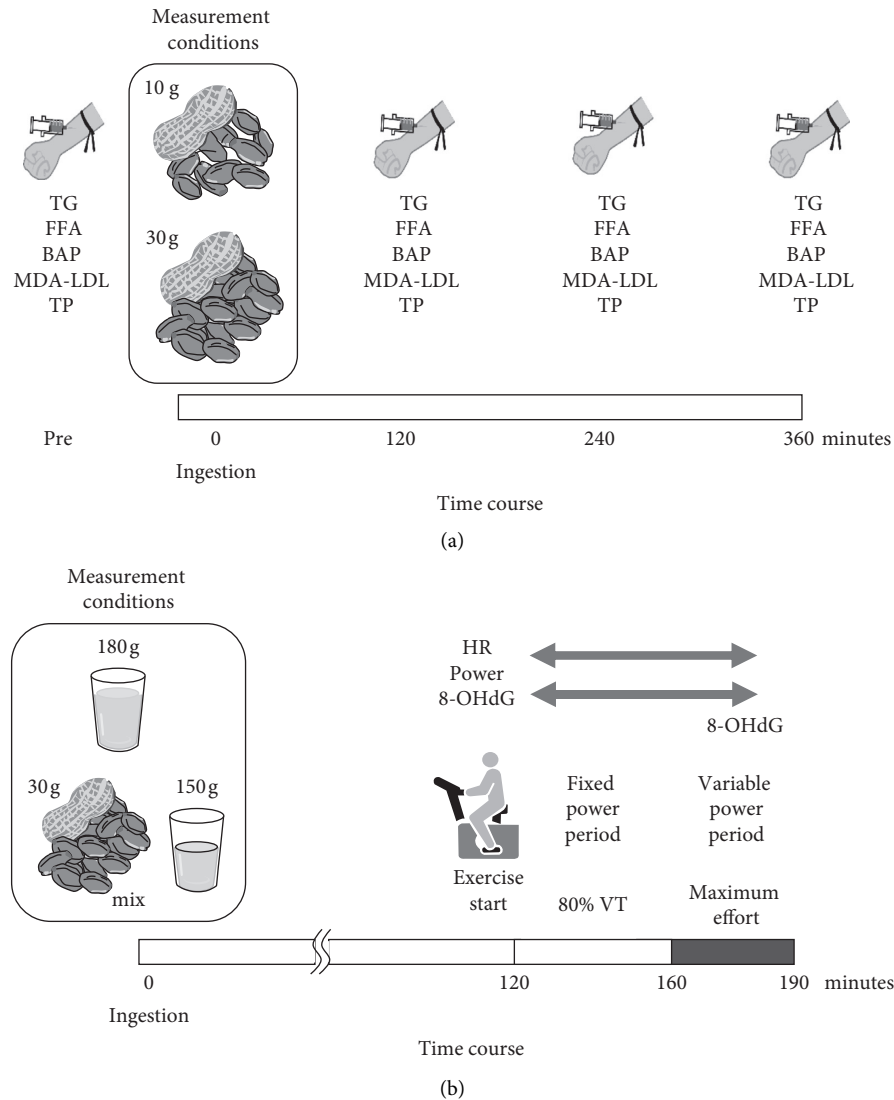 Measurement
conditions
10 g
30 g
TG
FFA
BAP
MDA-LDL
TP
TG
FFA
BAP
MDA-LDL
TP
TG
FFA
BAP
MDA-LDL
TP
TG
FFA
BAP
MDA-LDL
TP
Pre
0
120
240
360 minutes
Ingestion
Time course
(a)
Measurement
conditions
180 g
30 g
150 g
mix
HR
Power
8-OHdG
8-OHdG
Exercise
start
Fixed
power
period
80% VT
Variable
power
period
Maximum
effort
0
120
160
190 minutes
Ingestion
Time course
(b)